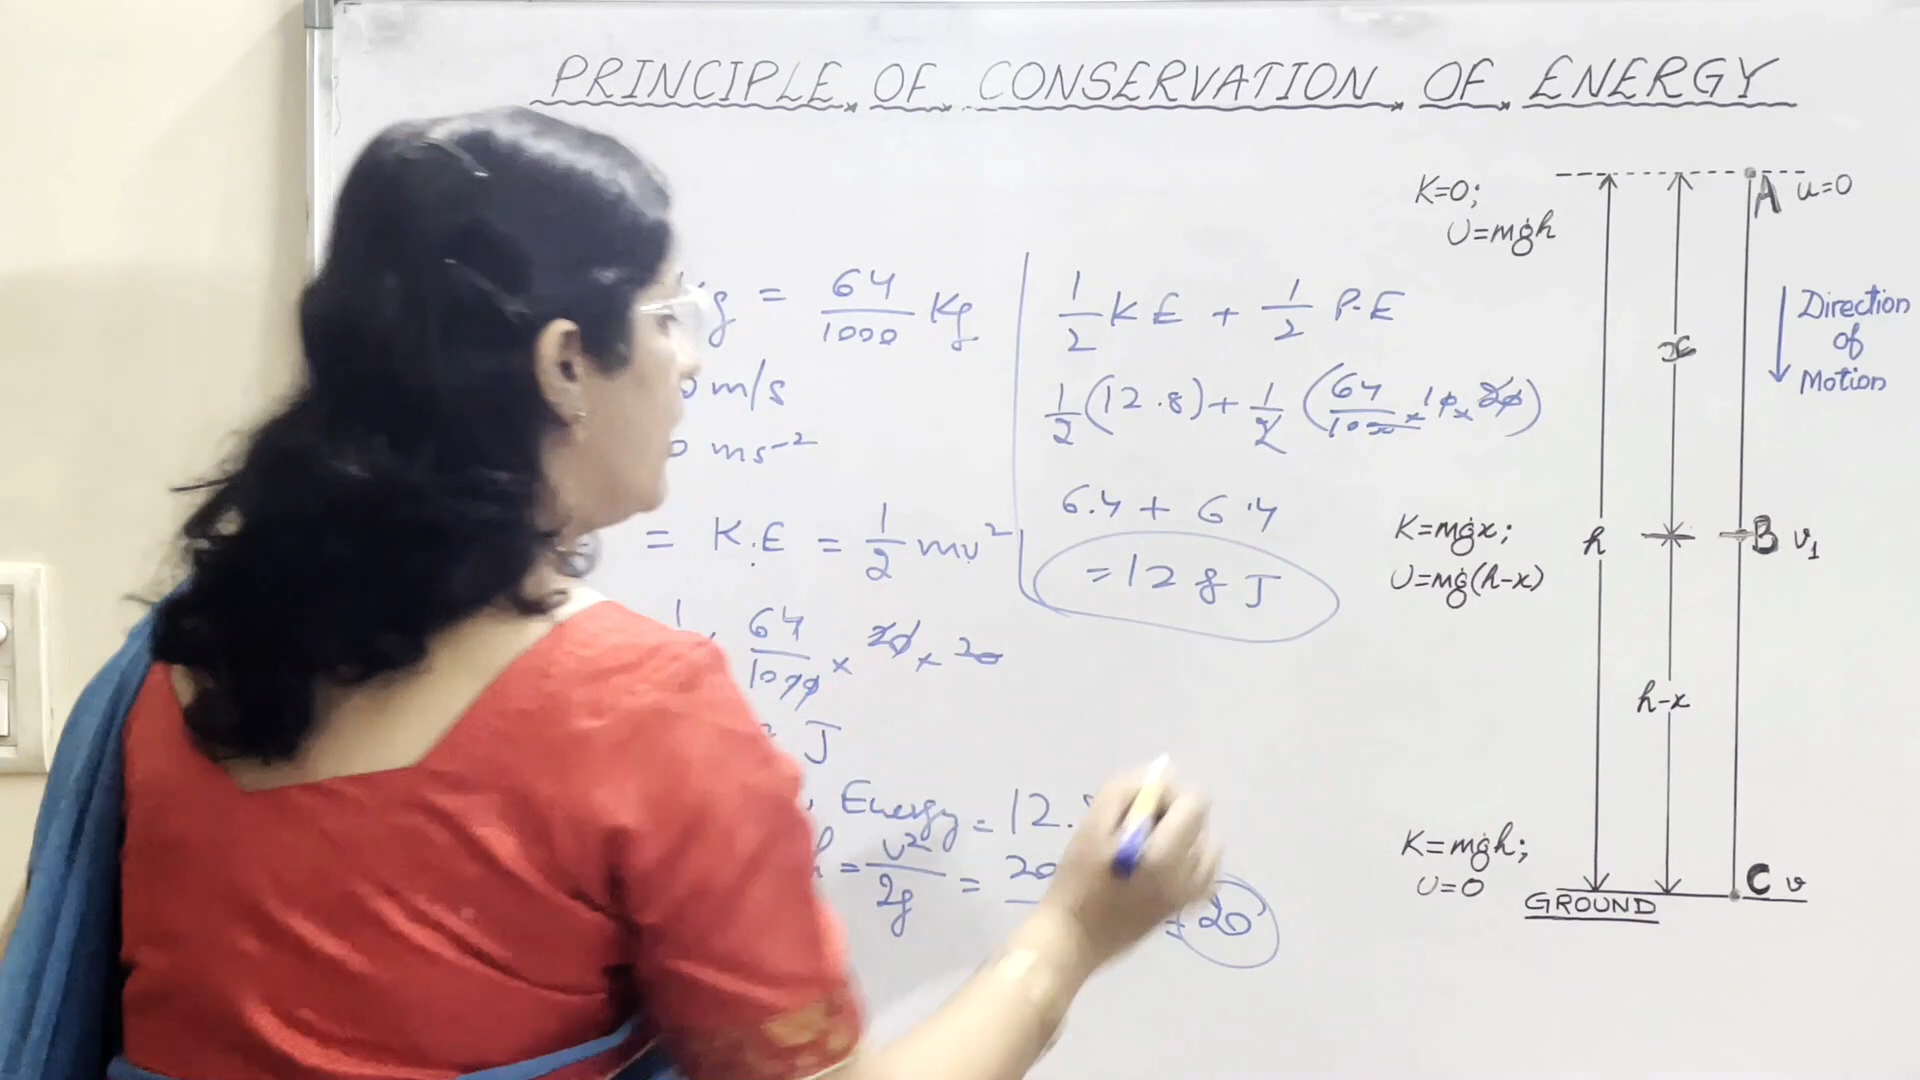 PRINCIPLE OF CONSERVATION OF ENERGY
g = 64/1000 Kg
m/s
ms⁻²
= K.E = 1/2 mv²
64/1000 × 20 × 20
J
Energy = 12.
= v²/2g = 20
= 20
1/2 K E + 1/2 P.E
1/2 (12.8) + 1/2 (64/1000 × 10 × 20)
6.4 + 6.4
= 12 8 J
K=0;
U=mgh
A u=0
x
Direction
of
Motion
K=mgx;
U=mg(h-x)
h
B v₁
h-x
K=mgh;
U=0
C v
GROUND